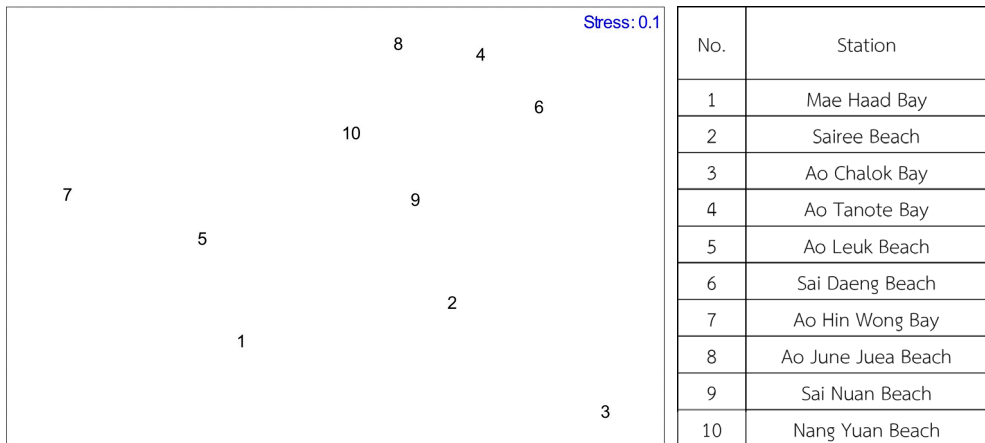 Stress: 0.1
8
4
6
10
7
9
5
2
1
3
No. Station
1 Mae Haad Bay
2 Sairee Beach
3 Ao Chalok Bay
4 Ao Tanote Bay
5 Ao Leuk Beach
6 Sai Daeng Beach
7 Ao Hin Wong Bay
8 Ao June Juea Beach
9 Sai Nuan Beach
10 Nang Yuan Beach